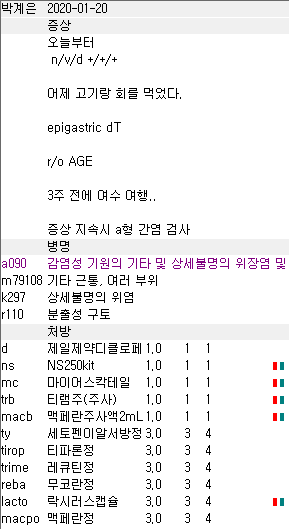 박계은 2020-01-20
증상
오늘부터
n/v/d +/+/+
어제 고기랑 회를 먹었다.
epigastric dT
r/o AGE
3주 전에 여수 여행..
증상 지속시 a형 간염 검사
병명
a090 감염성 기원의 기타 및 상세불명의 위장염 및
m79108 기타 근통, 여러 부위
k297 상세불명의 위염
r110 분출성 구토
처방
d 제일제약디클로페 1.0 1 1
ns NS250kit 1.0 1 1
mc 마이어스칵테일 1.0 1 1
trb 티램주(주사) 1.0 1 1
macb 맥페란주사액2mL 1.0 1 1
ty 세토펜이알서방정 3.0 3 4
tirop 티파론정 3.0 3 4
trime 레큐틴정 3.0 3 4
reba 무코란정 3.0 3 4
lacto 락시러스캡슐 3.0 3 4
macpo 맥페란정 3.0 3 4